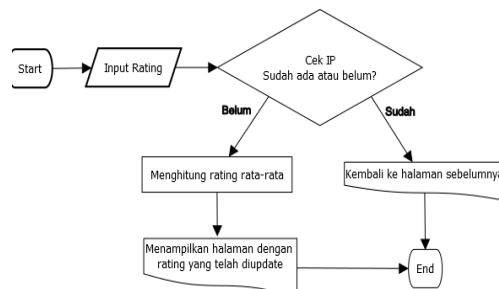 Start
Input Rating
Cek IP
Sudah ada atau belum?
Belum
Sudah
Menghitung rating rata-rata
Kembali ke halaman sebelumnya
Menampilkan halaman dengan
rating yang telah diupdate
End